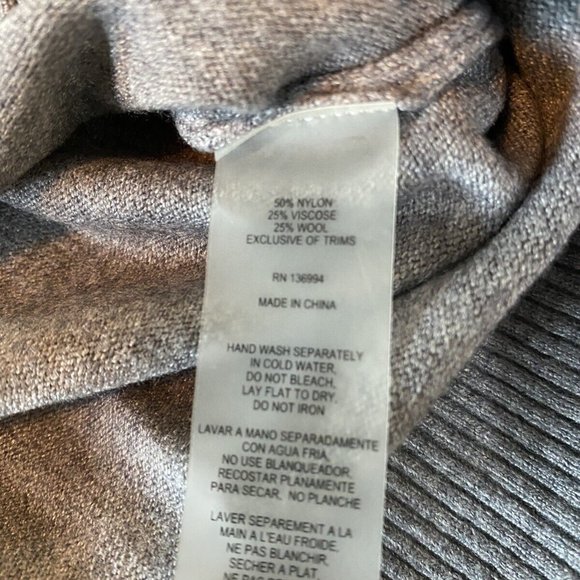 50% NYLON
25% VISCOSE
25% WOOL
EXCLUSIVE OF TRIMS
RN 136994
MADE IN CHINA
HAND WASH SEPARATELY
IN COLD WATER.
DO NOT BLEACH.
LAY FLAT TO DRY.
DO NOT IRON
LAVAR A MANO SEPARADAMENTE
CON AGUA FRIA,
NO USE BLANQUEADOR.
RECOSTAR PLANAMENTE
PARA SECAR. NO PLANCHE
LAVER SEPAREMENT A LA
MAIN A L'EAU FROIDE,
NE PAS BLANCHIR,
SECHER A PLAT